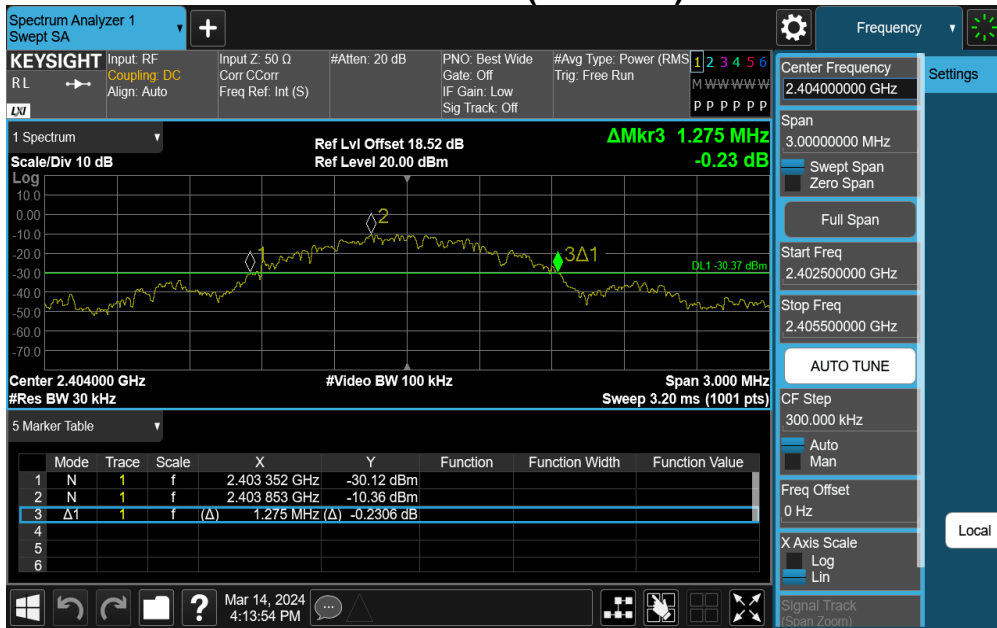 Spectrum Analyzer 1
Swept SA
+
Frequency
KEYSIGHT
RL
LXI
Input: RF
Coupling: DC
Align: Auto
Input Z: 50 Ω
Corr CCorr
Freq Ref: Int (S)
#Atten: 20 dB
PNO: Best Wide
Gate: Off
IF Gain: Low
Sig Track: Off
#Avg Type: Power (RMS
Trig: Free Run
1 2 3 4 5 6
M W W W W W
P P P P P P
1 Spectrum
Scale/Div 10 dB
Ref Lvl Offset 18.52 dB
Ref Level 20.00 dBm
ΔMkr3 1.275 MHz
-0.23 dB
Log
10.0
0.00
-10.0
-20.0
-30.0
-40.0
-50.0
-60.0
-70.0
1
2
3Δ1
DL1 -30.37 dBm
Center 2.404000 GHz
#Res BW 30 kHz
#Video BW 100 kHz
Span 3.000 MHz
Sweep 3.20 ms (1001 pts)
5 Marker Table
Mode Trace Scale X Y Function Function Width Function Value
1 N 1 f 2.403 352 GHz -30.12 dBm
2 N 1 f 2.403 853 GHz -10.36 dBm
3 Δ1 1 f (Δ) 1.275 MHz (Δ) -0.2306 dB
4
5
6
Mar 14, 2024
4:13:54 PM
?
Center Frequency
2.404000000 GHz
Span
3.00000000 MHz
Swept Span
Zero Span
Full Span
Start Freq
2.402500000 GHz
Stop Freq
2.405500000 GHz
AUTO TUNE
CF Step
300.000 kHz
Auto
Man
Freq Offset
0 Hz
X Axis Scale
Log
Lin
Signal Track
(Span Zoom)
Settings
Local